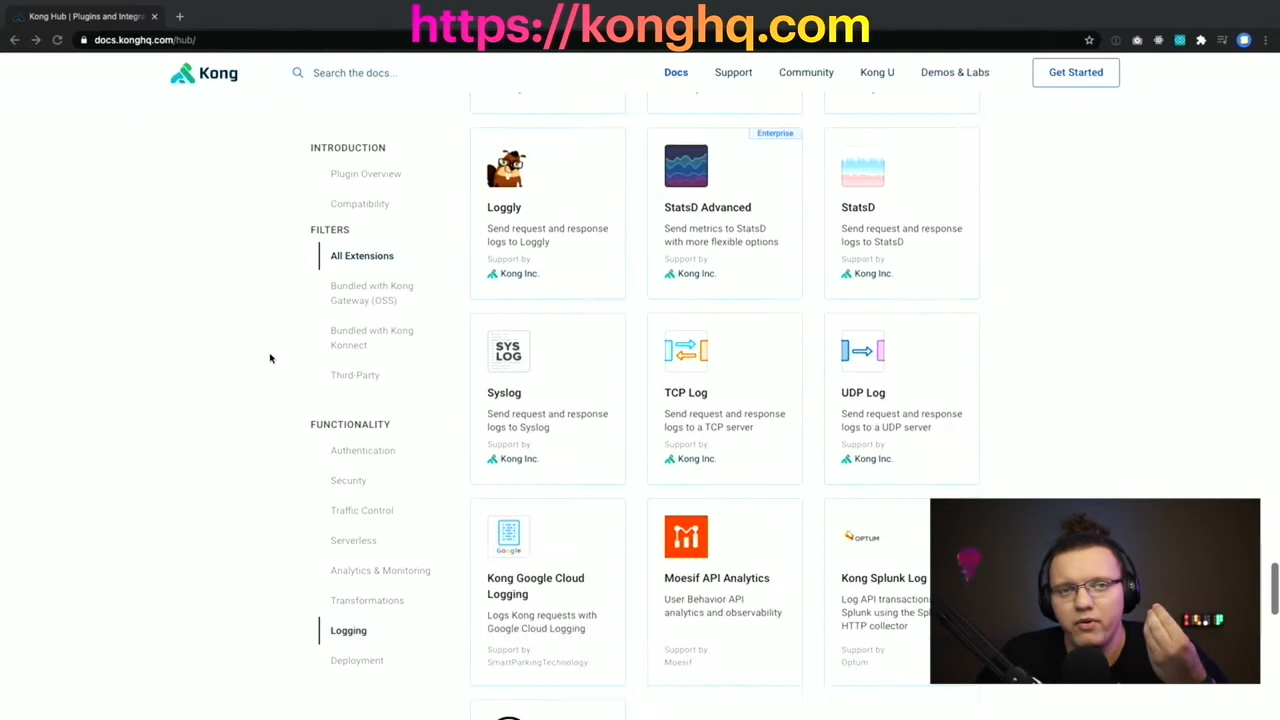 Kong Hub | Plugins and Integra
https://konghq.com
docs.konghq.com/hub/
Kong
Search the docs...
Docs
Support
Community
Kong U
Demos & Labs
Get Started
INTRODUCTION
Plugin Overview
Compatibility
FILTERS
All Extensions
Bundled with Kong
Gateway (OSS)
Bundled with Kong
Konnect
Third-Party
FUNCTIONALITY
Authentication
Security
Traffic Control
Serverless
Analytics & Monitoring
Transformations
Logging
Deployment
Loggly
Send request and response
logs to Loggly
Support by
Kong Inc.
Enterprise
StatsD Advanced
Send metrics to StatsD
with more flexible options
Support by
Kong Inc.
StatsD
Send request and response
logs to StatsD
Support by
Kong Inc.
SYS
LOG
Syslog
Send request and response
logs to Syslog
Support by
Kong Inc.
TCP Log
Send request and response
logs to a TCP server
Support by
Kong Inc.
UDP Log
Send request and response
logs to a UDP server
Support by
Kong Inc.
Google
Kong Google Cloud
Logging
Logs Kong requests with
Google Cloud Logging
Support by
SmartParkingTechnology
Moesif API Analytics
User Behavior API
analytics and observability
Support by
Moesif
OPTUM
Kong Splunk Log
Log API transaction
Splunk using the Spl
HTTP collector
Support by
Optum